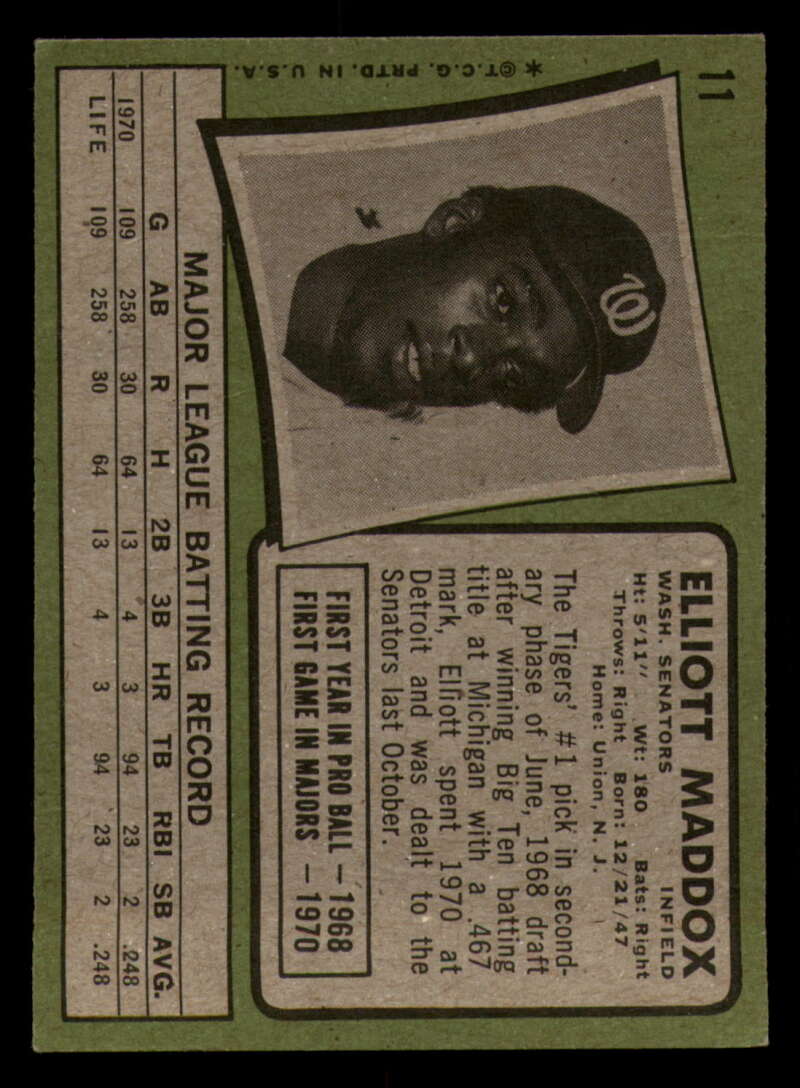 11
* ©T.C.G. PRTD. IN U.S.A.
W
ELLIOTT MADDOX
WASH. SENATORS INFIELD
Ht: 5'11" Wt: 180 Bats: Right
Throws: Right Born: 12/21/47
Home: Union, N. J.
The Tigers' #1 pick in second-
ary phase of June, 1968 draft
after winning Big Ten batting
title at Michigan with a .467
mark, Elliott spent 1970 at
Detroit and was dealt to the
Senators last October.
FIRST YEAR IN PRO BALL — 1968
FIRST GAME IN MAJORS — 1970
MAJOR LEAGUE BATTING RECORD
G AB R H 2B 3B HR TB RBI SB AVG.
1970 109 258 30 64 13 4 3 94 23 2 .248
LIFE 109 258 30 64 13 4 3 94 23 2 .248